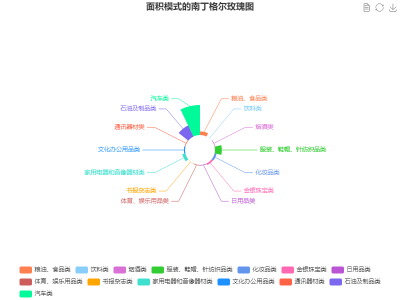 面积模式的南丁格尔玫瑰图
汽车类
粮油、食品类
石油及制品类
饮料类
通讯器材类
烟酒类
文化办公用品类
服装、鞋帽、针纺织品类
家用电器和音像器材类
化妆品类
书报杂志类
金银珠宝类
体育、娱乐用品类
日用品类
粮油、食品类 饮料类 烟酒类 服装、鞋帽、针纺织品类 化妆品类 金银珠宝类 日用品类
体育、娱乐用品类 书报杂志类 家用电器和音像器材类 文化办公用品类 通讯器材类 石油及制品类
汽车类